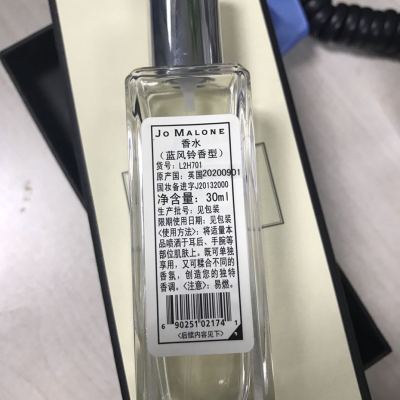 JO MALONE
香水
(蓝风铃香型)
货号: L2H701
原产国: 英国20200901
国妆备进字J20132000
净含量: 30ml
生产批号: 见包装
限期使用日期: 见包装
<使用方法>: 将适量本
品喷洒于耳后、手腕等
部位肌肤上。既可单独
享用, 又可糅合不同的
香氛, 创造您的独特
香调。<注意>: 易燃。
6 90251 02174 1
<后续内容见下>